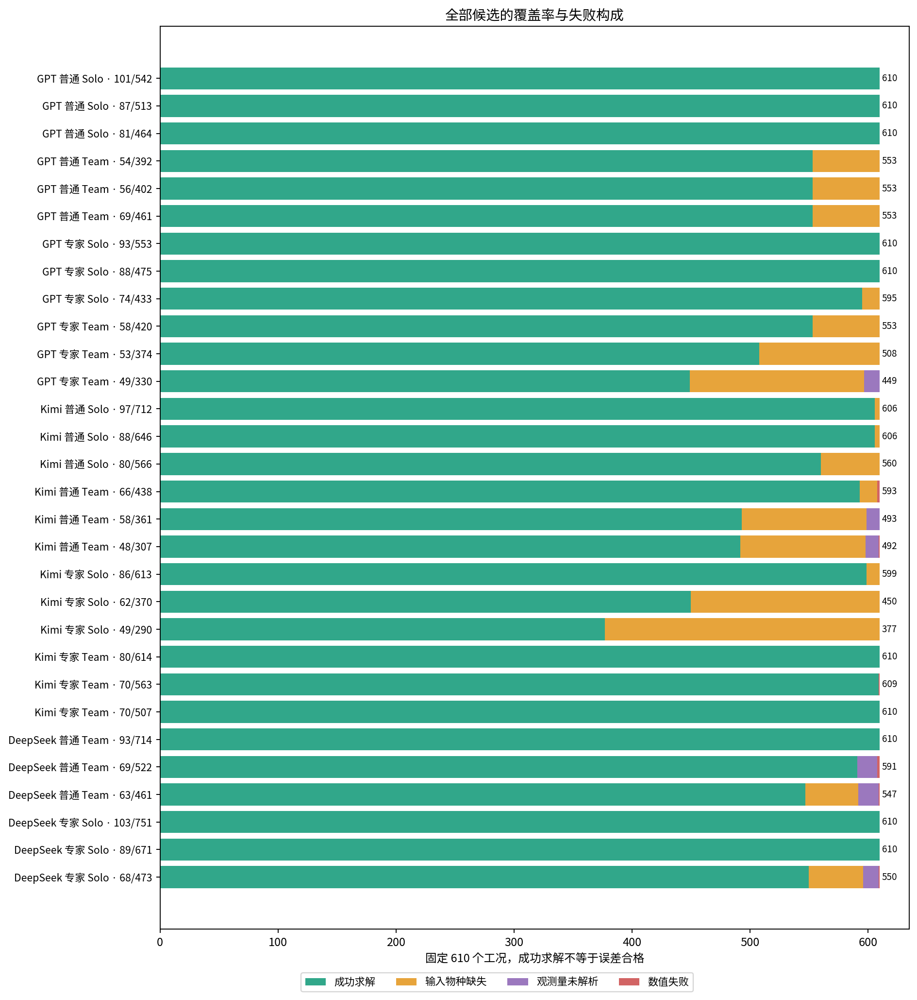 全部候选的覆盖率与失败构成
GPT 普通 Solo · 101/542 610
GPT 普通 Solo · 87/513 610
GPT 普通 Solo · 81/464 610
GPT 普通 Team · 54/392 553
GPT 普通 Team · 56/402 553
GPT 普通 Team · 69/461 553
GPT 专家 Solo · 93/553 610
GPT 专家 Solo · 88/475 610
GPT 专家 Solo · 74/433 595
GPT 专家 Team · 58/420 553
GPT 专家 Team · 53/374 508
GPT 专家 Team · 49/330 449
Kimi 普通 Solo · 97/712 606
Kimi 普通 Solo · 88/646 606
Kimi 普通 Solo · 80/566 560
Kimi 普通 Team · 66/438 593
Kimi 普通 Team · 58/361 493
Kimi 普通 Team · 48/307 492
Kimi 专家 Solo · 86/613 599
Kimi 专家 Solo · 62/370 450
Kimi 专家 Solo · 49/290 377
Kimi 专家 Team · 80/614 610
Kimi 专家 Team · 70/563 609
Kimi 专家 Team · 70/507 610
DeepSeek 普通 Team · 93/714 610
DeepSeek 普通 Team · 69/522 591
DeepSeek 普通 Team · 63/461 547
DeepSeek 专家 Solo · 103/751 610
DeepSeek 专家 Solo · 89/671 610
DeepSeek 专家 Solo · 68/473 550
0 100 200 300 400 500 600
固定 610 个工况，成功求解不等于误差合格
成功求解 输入物种缺失 观测量未解析 数值失败